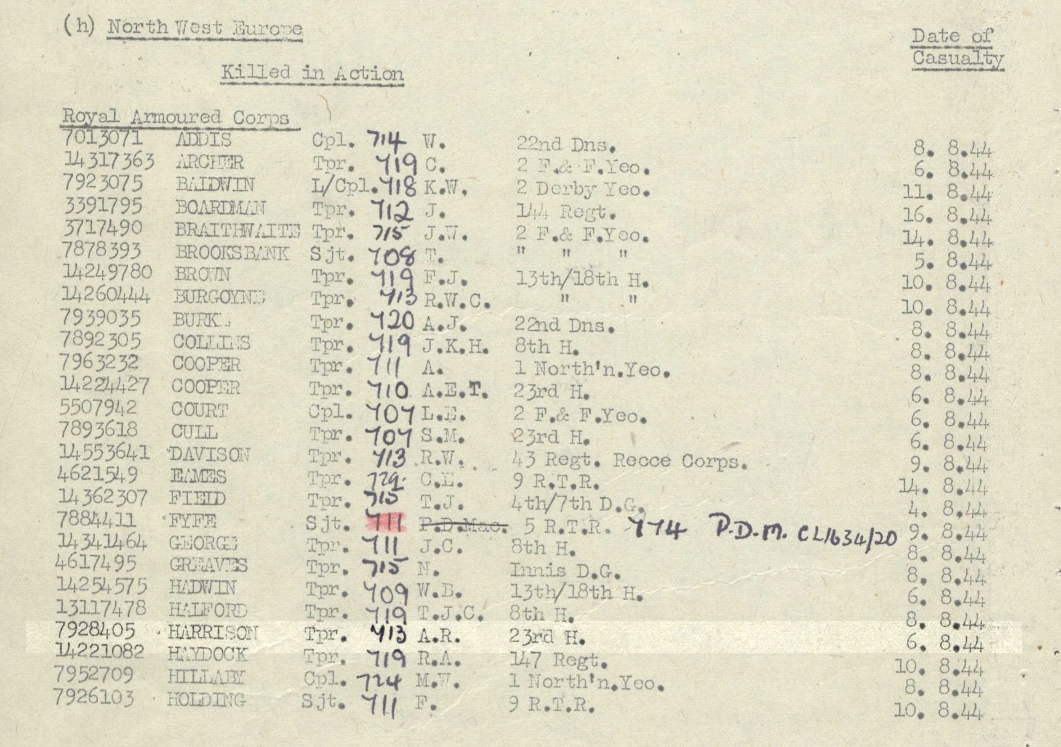 (h) North West Europe
Date of
Casualty
Killed in Action
Royal Armoured Corps
7013071 ADDIS Cpl. 714 W. 22nd Dns. 8. 8.44
14317363 ARCHER Tpr. 719 C. 2 F.& F.Yeo. 6. 8.44
7923075 BALDWIN L/Cpl. 718 K.W. 2 Derby Yeo. 11. 8.44
3391795 BOARDMAN Tpr. 712 J. 144 Regt. 16. 8.44
3717490 BRAITHWAITE Tpr. 715 J.W. 2 F.& F.Yeo. 14. 8.44
7878393 BROOKSBANK Sjt. 708 T. " " " 5. 8.44
14249780 BROWN Tpr. 719 F.J. 13th/18th H. 10. 8.44
14260444 BURGOYNE Tpr. 713 R.W.C. " " 10. 8.44
7939035 BURKE Tpr. 720 A.J. 22nd Dns. 8. 8.44
7892305 COLLINS Tpr. 719 J.K.H. 8th H. 8. 8.44
7963232 COOPER Tpr. 711 A. 1 North'n.Yeo. 8. 8.44
14224427 COOPER Tpr. 710 A.E.T. 23rd H. 6. 8.44
5507942 COURT Cpl. 707 L.E. 2 F.& F.Yeo. 6. 8.44
7893618 CULL Tpr. 707 S.M. 23rd H. 6. 8.44
14553641 DAVISON Tpr. 713 R.W. 43 Regt. Recce Corps. 9. 8.44
4621549 EAMES Tpr. 729 C.E. 9 R.T.R. 14. 8.44
14362307 FIEID Tpr. 715 T.J. 4th/7th D.G. 4. 8.44
7884411 FYFE Sjt. 711 P.D.Mac. 5 R.T.R. 774 P.D.M. CL1634/20 9. 8.44
14341464 GEORGE Tpr. 711 J.C. 8th H. 8. 8.44
4617495 GREAVES Tpr. 715 N. Innis D.G. 8. 8.44
14254575 HADWIN Tpr. 709 W.B. 13th/18th H. 6. 8.44
13117478 HALFORD Tpr. 719 T.J.C. 8th H. 8. 8.44
7928405 HARRISON Tpr. 713 A.R. 23rd H. 6. 8.44
14221082 HAYDOCK Tpr. 719 R.A. 147 Regt. 10. 8.44
7952709 HILLABY Cpl. 724 M.W. 1 North'n.Yeo. 8. 8.44
7926103 HOLDING Sjt. 711 F. 9 R.T.R. 10. 8.44